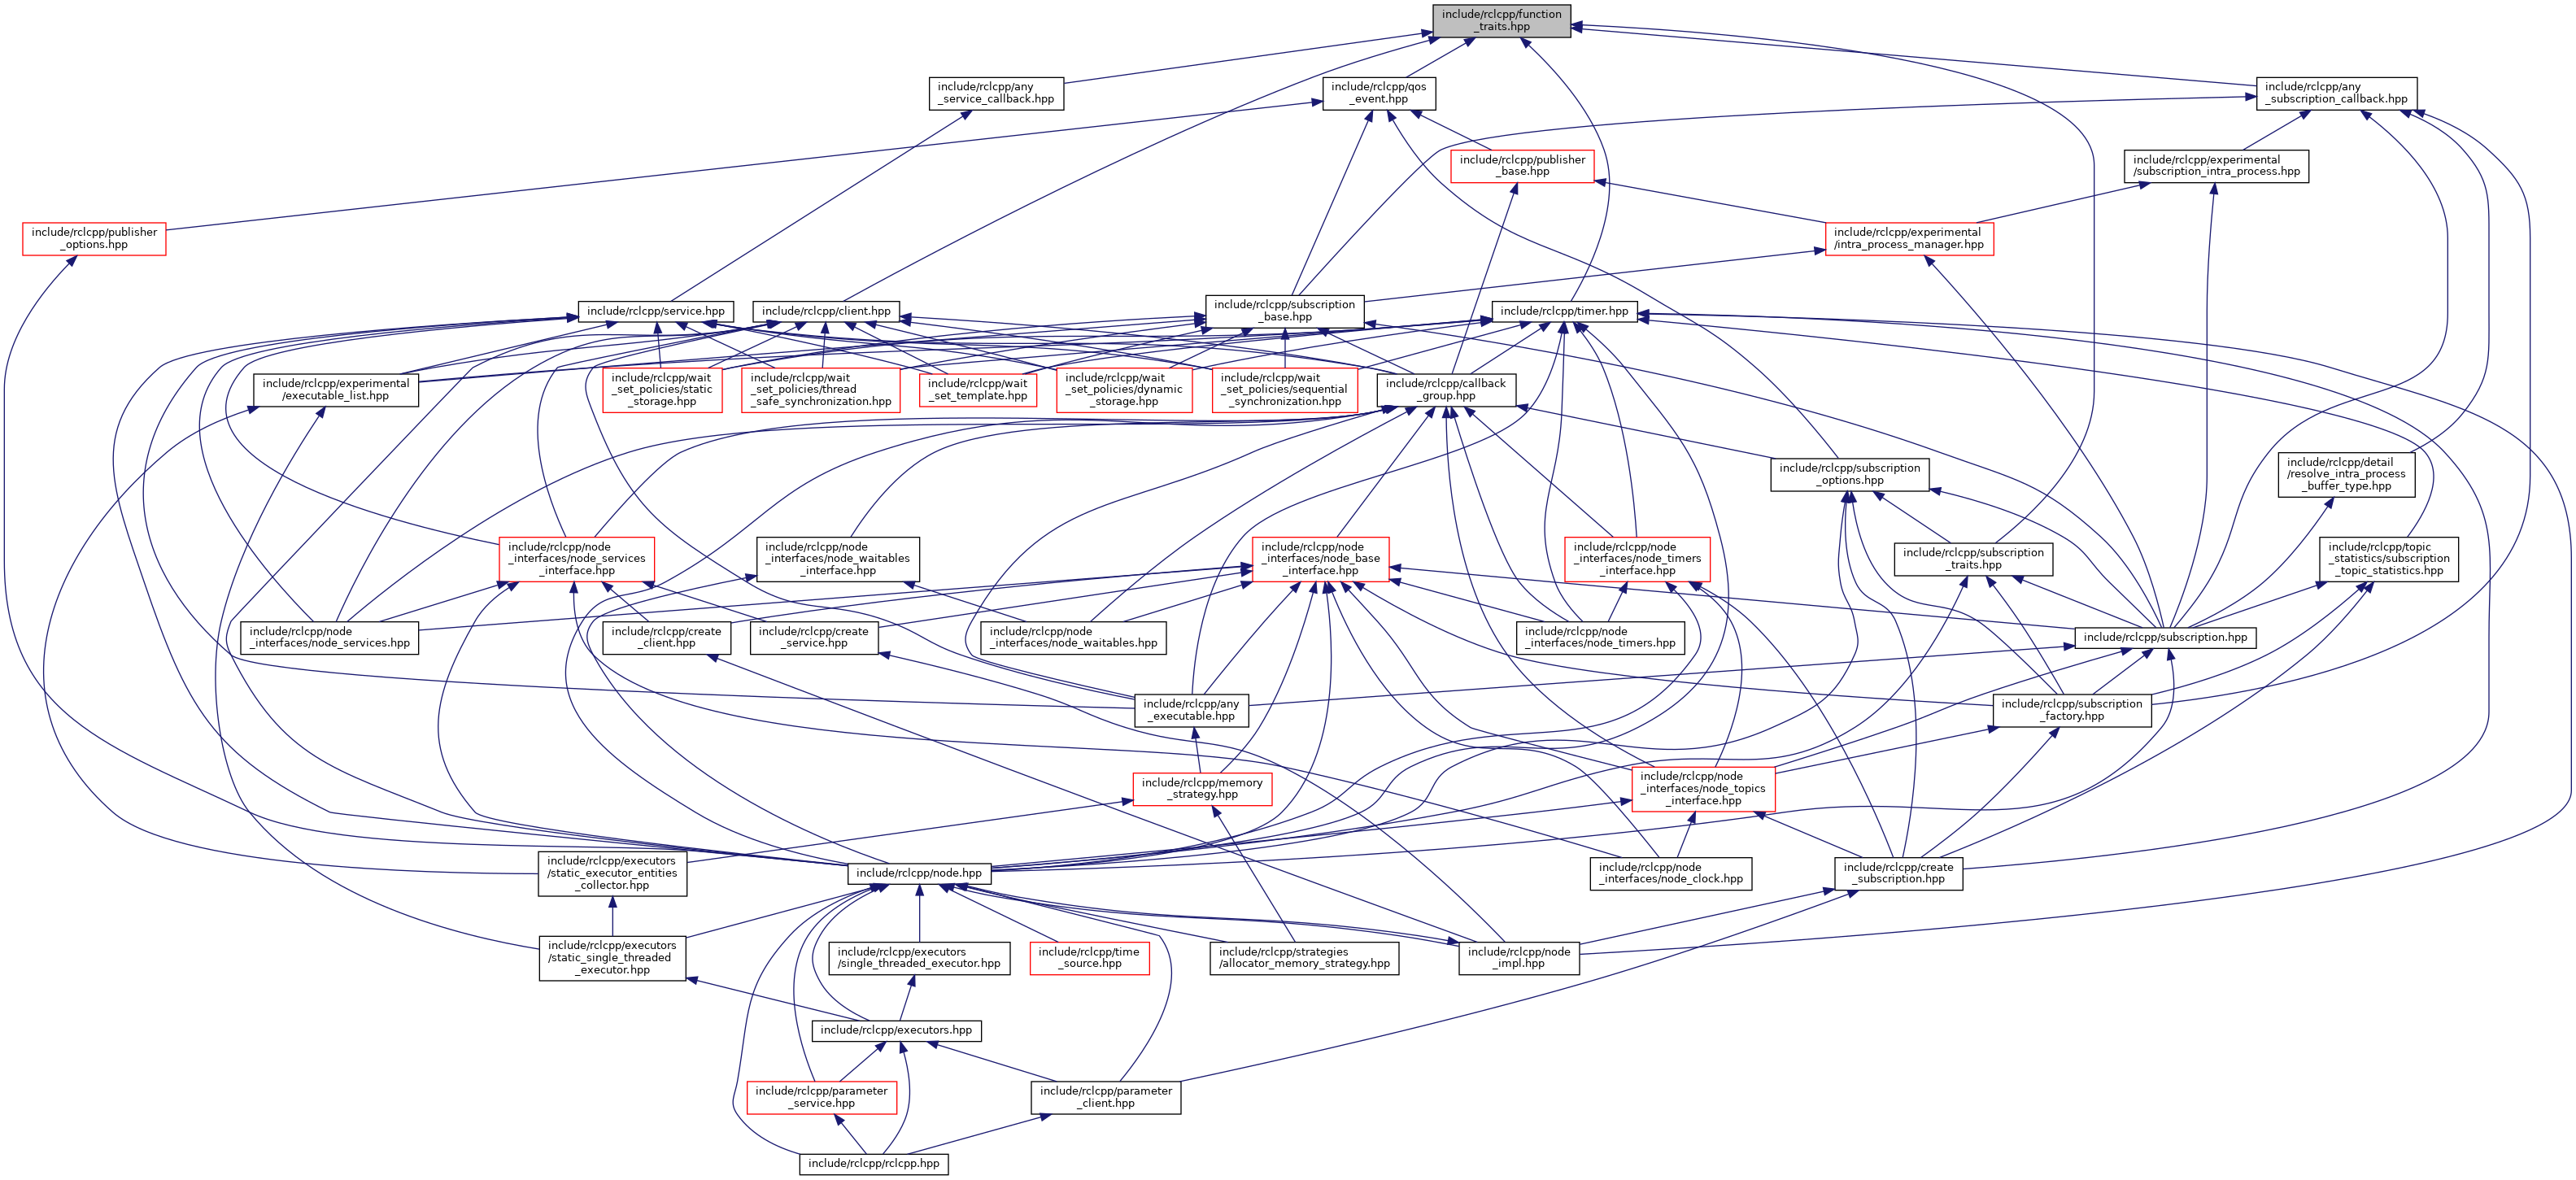 include/rclcpp/function
_traits.hpp
include/rclcpp/any
_service_callback.hpp
include/rclcpp/qos
_event.hpp
include/rclcpp/any
_subscription_callback.hpp
include/rclcpp/publisher
_base.hpp
include/rclcpp/experimental
/subscription_intra_process.hpp
include/rclcpp/publisher
_options.hpp
include/rclcpp/experimental
/intra_process_manager.hpp
include/rclcpp/service.hpp
include/rclcpp/client.hpp
include/rclcpp/subscription
_base.hpp
include/rclcpp/timer.hpp
include/rclcpp/experimental
/executable_list.hpp
include/rclcpp/wait
_set_policies/static
_storage.hpp
include/rclcpp/wait
_set_policies/thread
_safe_synchronization.hpp
include/rclcpp/wait
_set_template.hpp
include/rclcpp/wait
_set_policies/dynamic
_storage.hpp
include/rclcpp/wait
_set_policies/sequential
_synchronization.hpp
include/rclcpp/callback
_group.hpp
include/rclcpp/subscription
_options.hpp
include/rclcpp/detail
/resolve_intra_process
_buffer_type.hpp
include/rclcpp/node
_interfaces/node_services
_interface.hpp
include/rclcpp/node
_interfaces/node_waitables
_interface.hpp
include/rclcpp/node
_interfaces/node_base
_interface.hpp
include/rclcpp/node
_interfaces/node_timers
_interface.hpp
include/rclcpp/subscription
_traits.hpp
include/rclcpp/topic
_statistics/subscription
_topic_statistics.hpp
include/rclcpp/node
_interfaces/node_services.hpp
include/rclcpp/create
_client.hpp
include/rclcpp/create
_service.hpp
include/rclcpp/node
_interfaces/node_waitables.hpp
include/rclcpp/node
_interfaces/node_timers.hpp
include/rclcpp/subscription.hpp
include/rclcpp/any
_executable.hpp
include/rclcpp/subscription
_factory.hpp
include/rclcpp/memory
_strategy.hpp
include/rclcpp/node
_interfaces/node_topics
_interface.hpp
include/rclcpp/executors
/static_executor_entities
_collector.hpp
include/rclcpp/node.hpp
include/rclcpp/node
_interfaces/node_clock.hpp
include/rclcpp/create
_subscription.hpp
include/rclcpp/executors
/static_single_threaded
_executor.hpp
include/rclcpp/executors
/single_threaded_executor.hpp
include/rclcpp/time
_source.hpp
include/rclcpp/strategies
/allocator_memory_strategy.hpp
include/rclcpp/node
_impl.hpp
include/rclcpp/executors.hpp
include/rclcpp/parameter
_service.hpp
include/rclcpp/parameter
_client.hpp
include/rclcpp/rclcpp.hpp